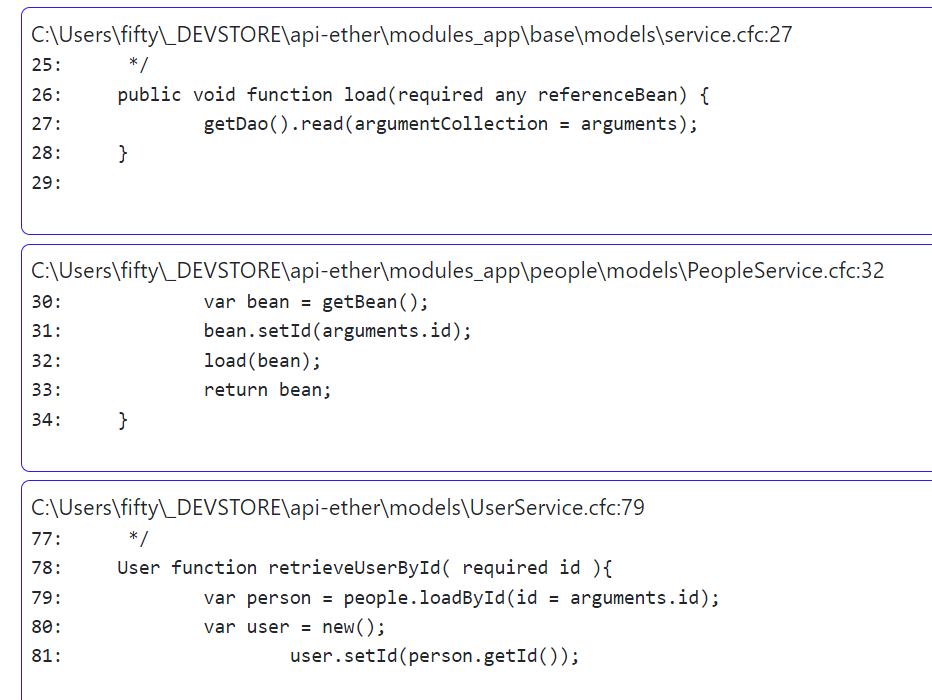 C:\Users\fifty\_DEVSTORE\api-ether\modules_app\base\models\service.cfc:27
25:      */
26:     public void function load(required any referenceBean) {
27:             getDao().read(argumentCollection = arguments);
28:     }
29:
C:\Users\fifty\_DEVSTORE\api-ether\modules_app\people\models\PeopleService.cfc:32
30:             var bean = getBean();
31:             bean.setId(arguments.id);
32:             load(bean);
33:             return bean;
34:     }
C:\Users\fifty\_DEVSTORE\api-ether\models\UserService.cfc:79
77:      */
78:     User function retrieveUserById( required id ){
79:             var person = people.loadById(id = arguments.id);
80:             var user = new();
81:                     user.setId(person.getId());